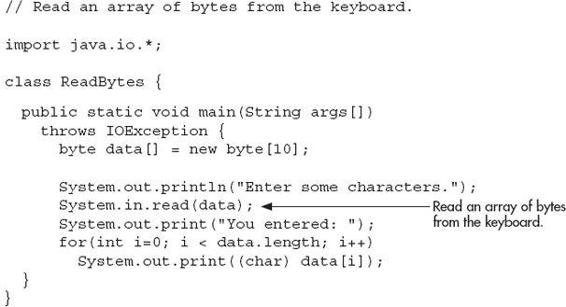 // Read an array of bytes from the keyboard.
import java.io.*;
class ReadBytes {
public static void main(String args[])
throws IOException {
byte data[] = new byte[10];
System.out.println("Enter some characters.");
System.in.read(data);
Read an array of bytes
from the keyboard.
System.out.print("You entered: ");
for(int i=0; i < data.length; i++)
System.out.print((char) data[i]);
}
}